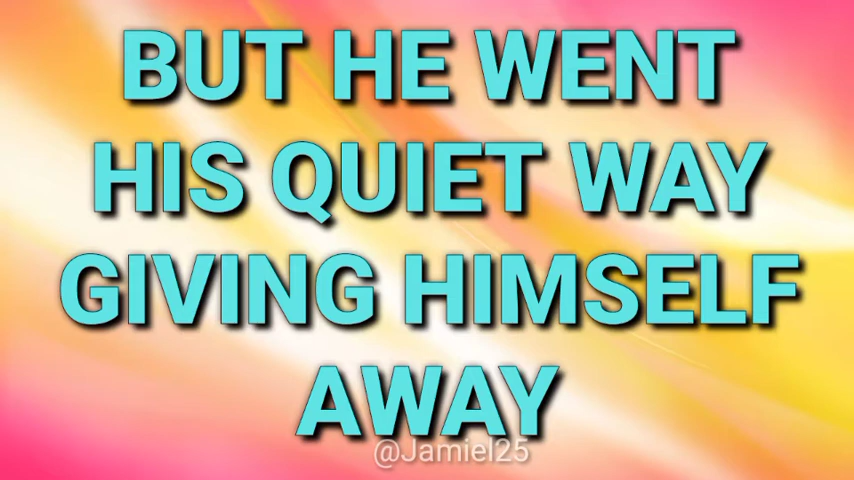 BUT HE WENT
HIS QUIET WAY
GIVING HIMSELF
AWAY
@Jamiel25